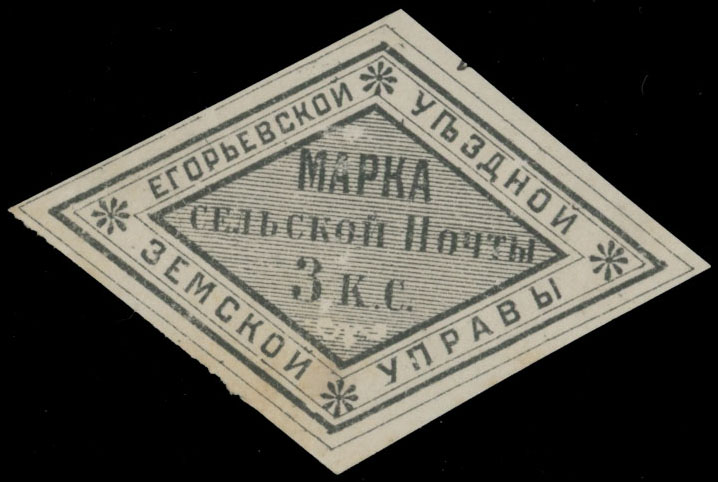 ЕГОРЬЕВСКОЙ
УѢЗДНОЙ
ЗЕМСКОЙ
УПРАВЫ
МАРКА
СЕЛЬСКОЙ ПОЧТЫ
3 К.С.